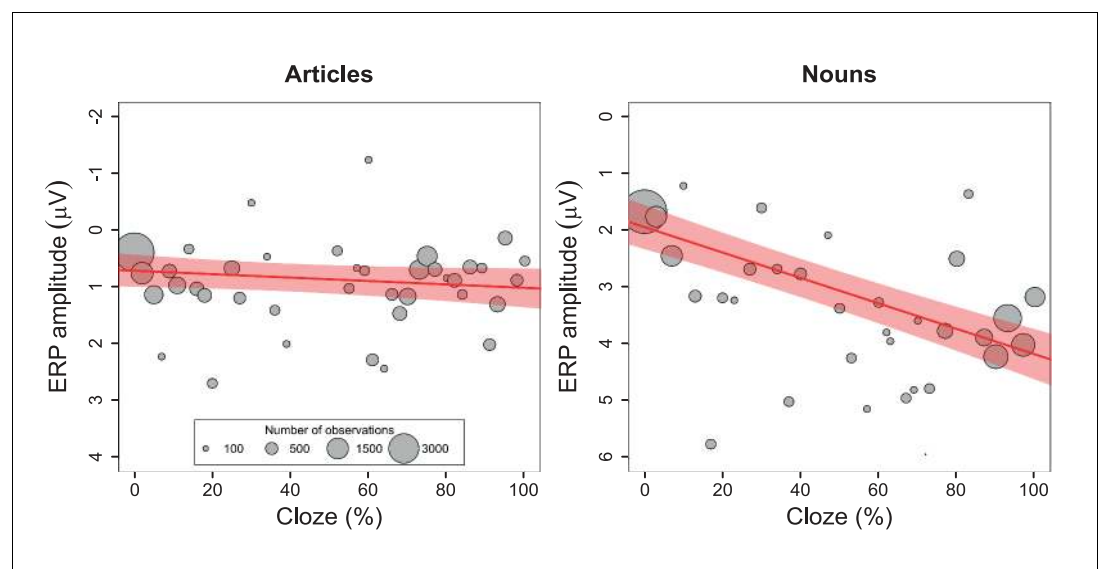 Articles
Nouns
ERP amplitude (μV)
-2
-1
0
1
2
3
4
Number of observations
100 500 1500 3000
0 20 40 60 80 100
Cloze (%)
ERP amplitude (μV)
0
1
2
3
4
5
6
0 20 40 60 80 100
Cloze (%)